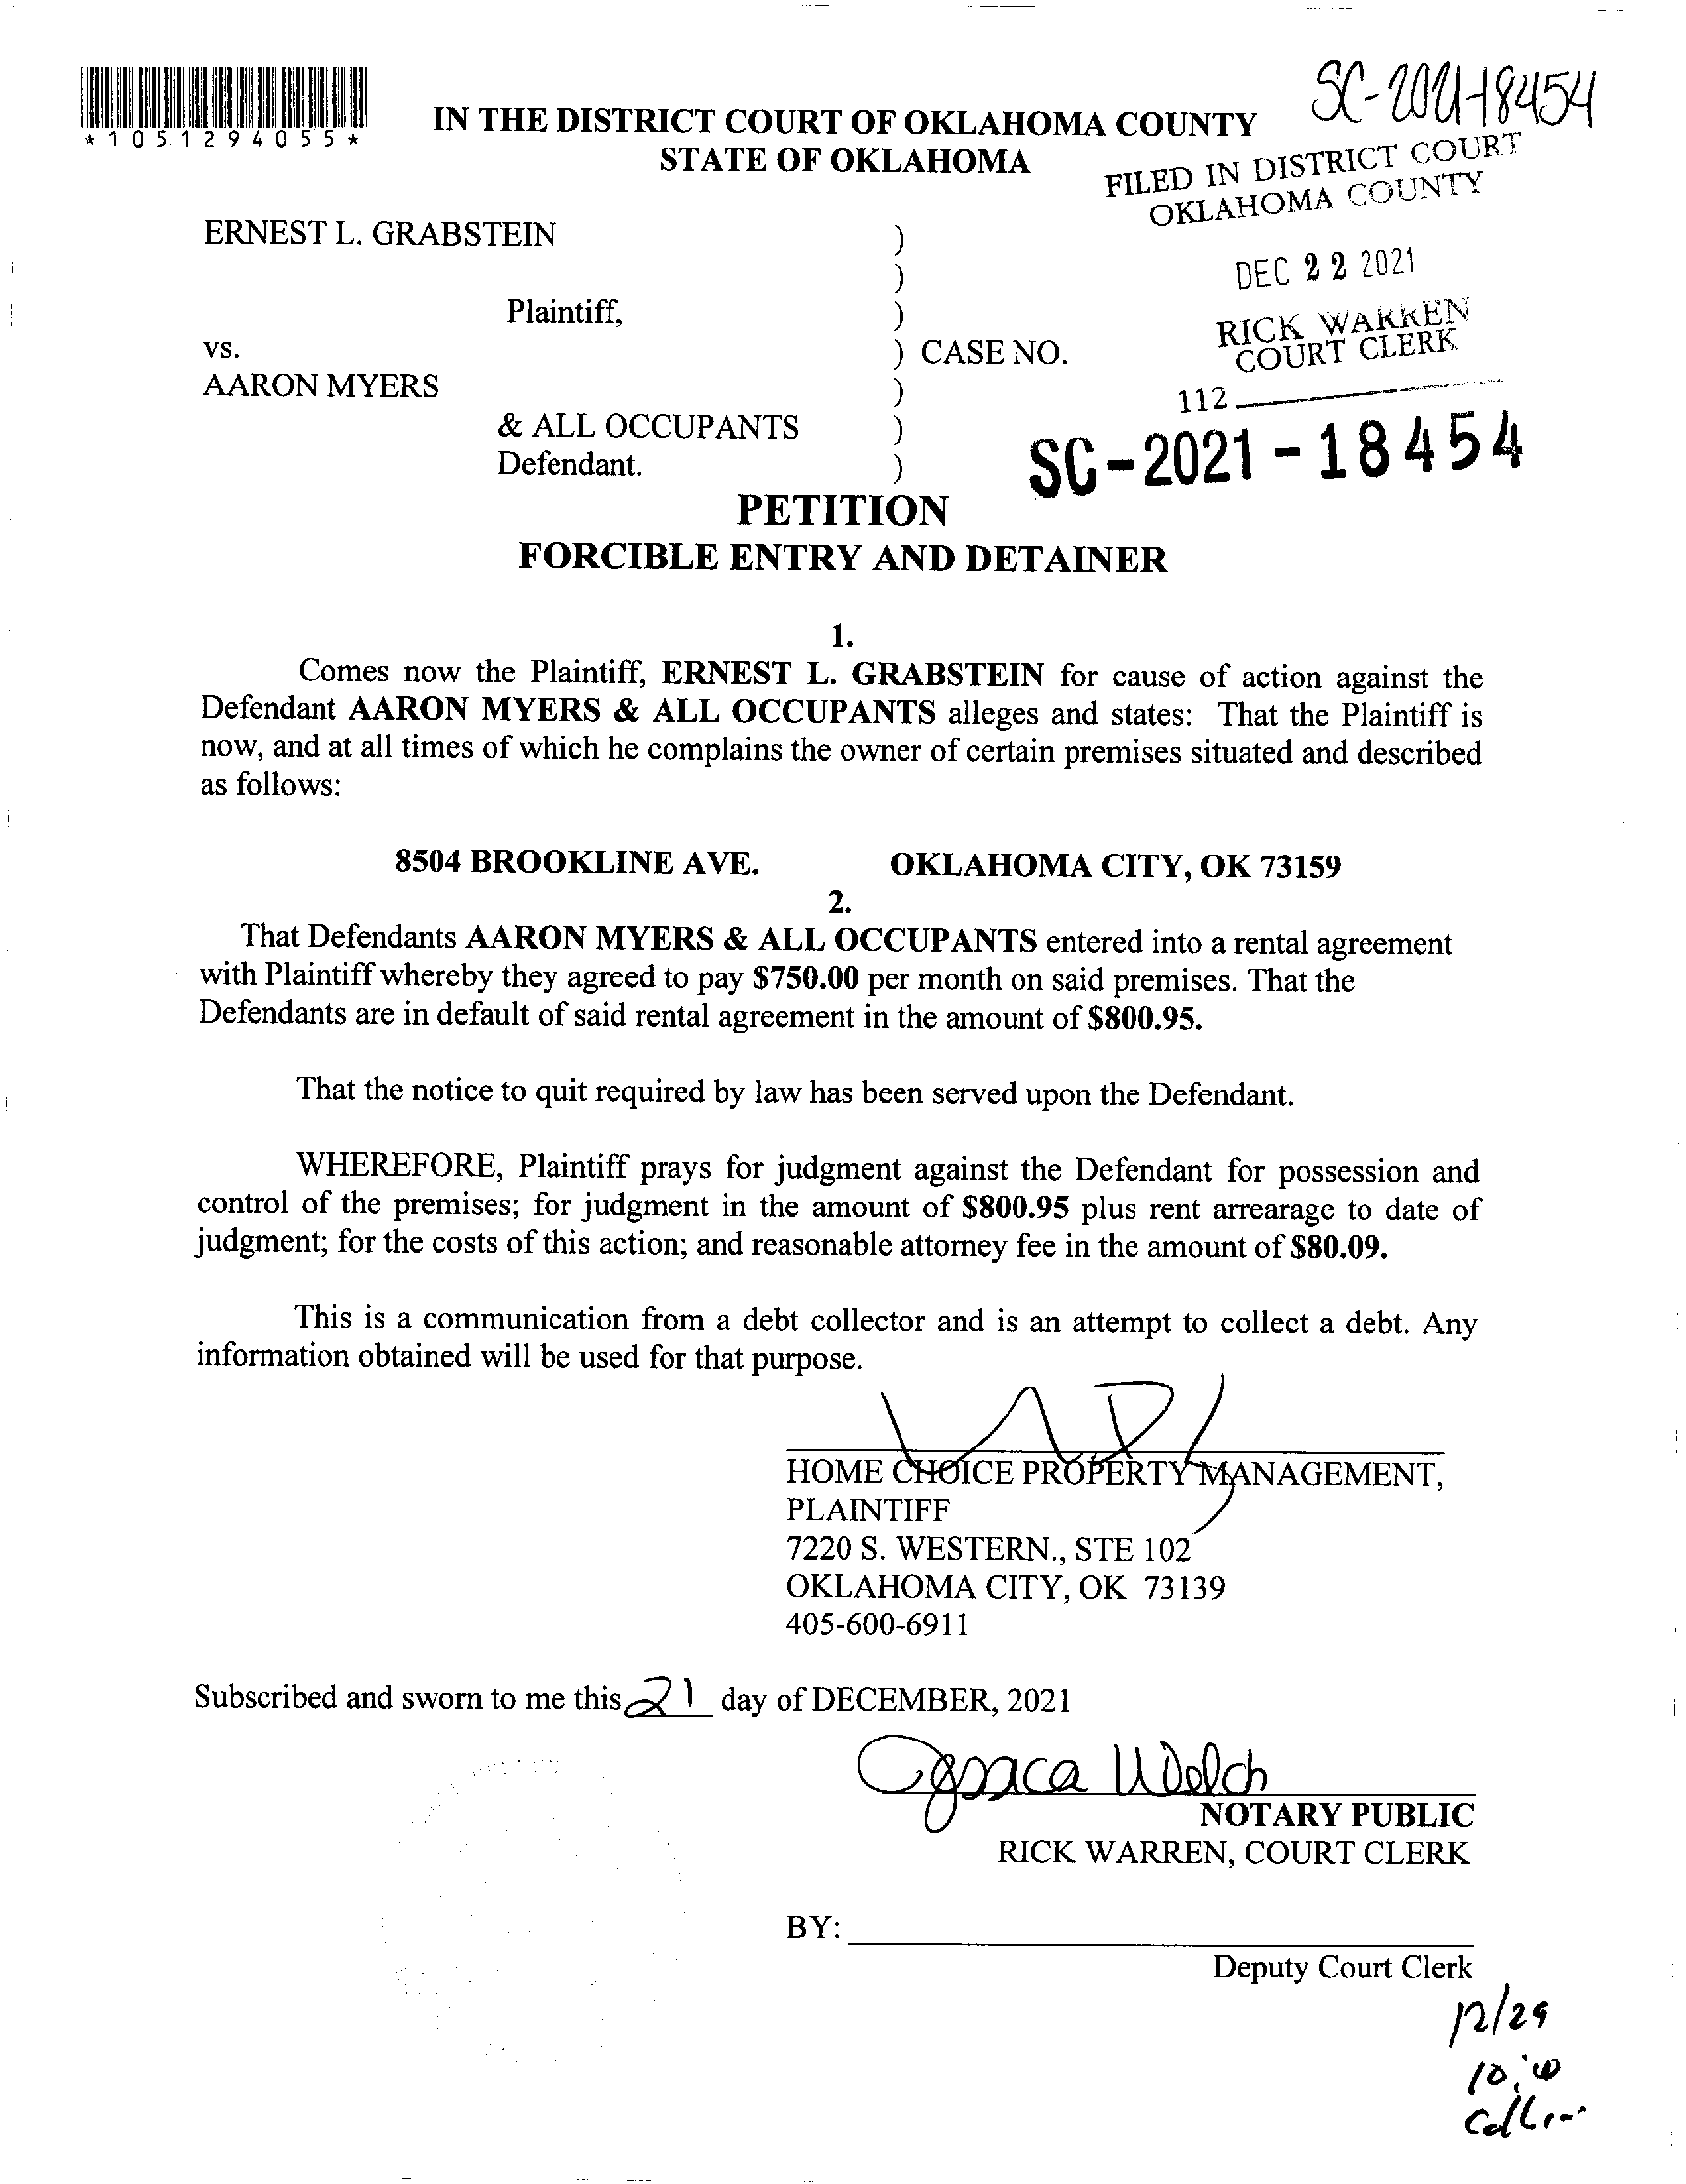 SC-2021-18454
*1051294055*
IN THE DISTRICT COURT OF OKLAHOMA COUNTY
STATE OF OKLAHOMA
FILED IN DISTRICT COURT
OKLAHOMA COUNTY
ERNEST L. GRABSTEIN )
)
DEC 22 2021
Plaintiff, )
RICK WARREN
COURT CLERK
vs. ) CASE NO.
AARON MYERS )
112
& ALL OCCUPANTS )
Defendant. )
SC-2021-18454
PETITION
FORCIBLE ENTRY AND DETAINER
1.
Comes now the Plaintiff, ERNEST L. GRABSTEIN for cause of action against the
Defendant AARON MYERS & ALL OCCUPANTS alleges and states: That the Plaintiff is
now, and at all times of which he complains the owner of certain premises situated and described
as follows:
8504 BROOKLINE AVE. OKLAHOMA CITY, OK 73159
2.
That Defendants AARON MYERS & ALL OCCUPANTS entered into a rental agreement
with Plaintiff whereby they agreed to pay $750.00 per month on said premises. That the
Defendants are in default of said rental agreement in the amount of $800.95.
That the notice to quit required by law has been served upon the Defendant.
WHEREFORE, Plaintiff prays for judgment against the Defendant for possession and
control of the premises; for judgment in the amount of $800.95 plus rent arrearage to date of
judgment; for the costs of this action; and reasonable attorney fee in the amount of $80.09.
This is a communication from a debt collector and is an attempt to collect a debt. Any
information obtained will be used for that purpose.
HOME CHOICE PROPERTY MANAGEMENT,
PLAINTIFF
7220 S. WESTERN., STE 102
OKLAHOMA CITY, OK 73139
405-600-6911
Subscribed and sworn to me this 21 day of DECEMBER, 2021
Jessica Welch
NOTARY PUBLIC
RICK WARREN, COURT CLERK
BY:
Deputy Court Clerk
12/29